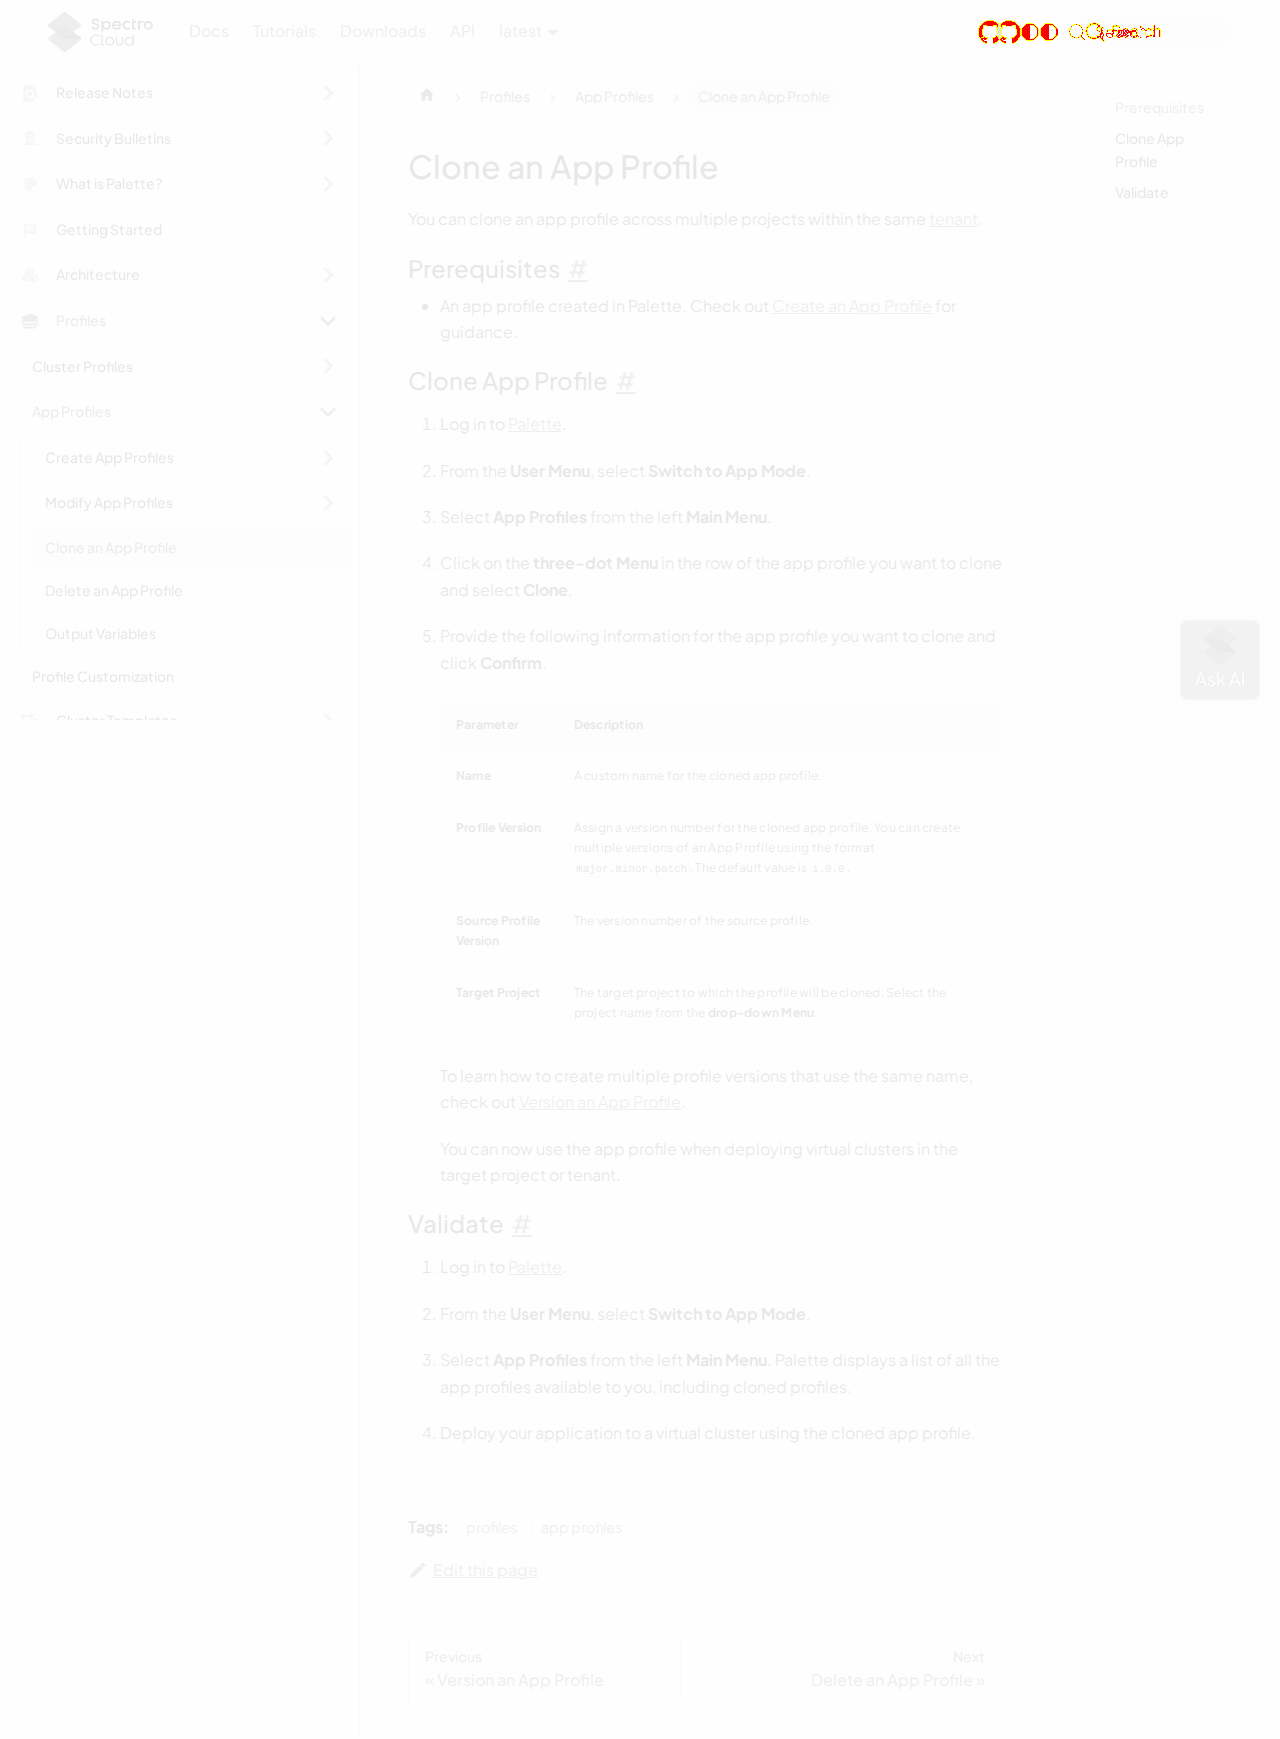 Spectro Cloud
Docs
Tutorials
Downloads
API
latest
Release Notes
Security Bulletins
What is Palette?
Getting Started
Architecture
Profiles
Cluster Profiles
App Profiles
Create App Profiles
Modify App Profiles
Clone an App Profile
Delete an App Profile
Output Variables
Profile Customization
Cluster Templates
Profiles
App Profiles
Clone an App Profile
Clone an App Profile
You can clone an app profile across multiple projects within the same tenant.
Prerequisites #
• An app profile created in Palette. Check out Create an App Profile for
guidance.
Clone App Profile #
1. Log in to Palette.
2. From the User Menu, select Switch to App Mode.
3. Select App Profiles from the left Main Menu.
4. Click on the three-dot Menu in the row of the app profile you want to clone
and select Clone.
5. Provide the following information for the app profile you want to clone and
click Confirm.
Parameter Description
Name A custom name for the cloned app profile.
Profile Version Assign a version number for the cloned app profile. You can create
multiple versions of an App Profile using the format
major.minor.patch. The default value is 1.0.0.
Source Profile The version number of the source profile.
Version
Target Project The target project to which the profile will be cloned. Select the
project name from the drop-down Menu.
To learn how to create multiple profile versions that use the same name,
check out Version an App Profile.
You can now use the app profile when deploying virtual clusters in the
target project or tenant.
Validate #
1. Log in to Palette.
2. From the User Menu, select Switch to App Mode.
3. Select App Profiles from the left Main Menu. Palette displays a list of all the
app profiles available to you, including cloned profiles.
4. Deploy your application to a virtual cluster using the cloned app profile.
Tags: profiles app profiles
Edit this page
Previous
« Version an App Profile
Next
Delete an App Profile »
Prerequisites
Clone App
Profile
Validate
Ask AI